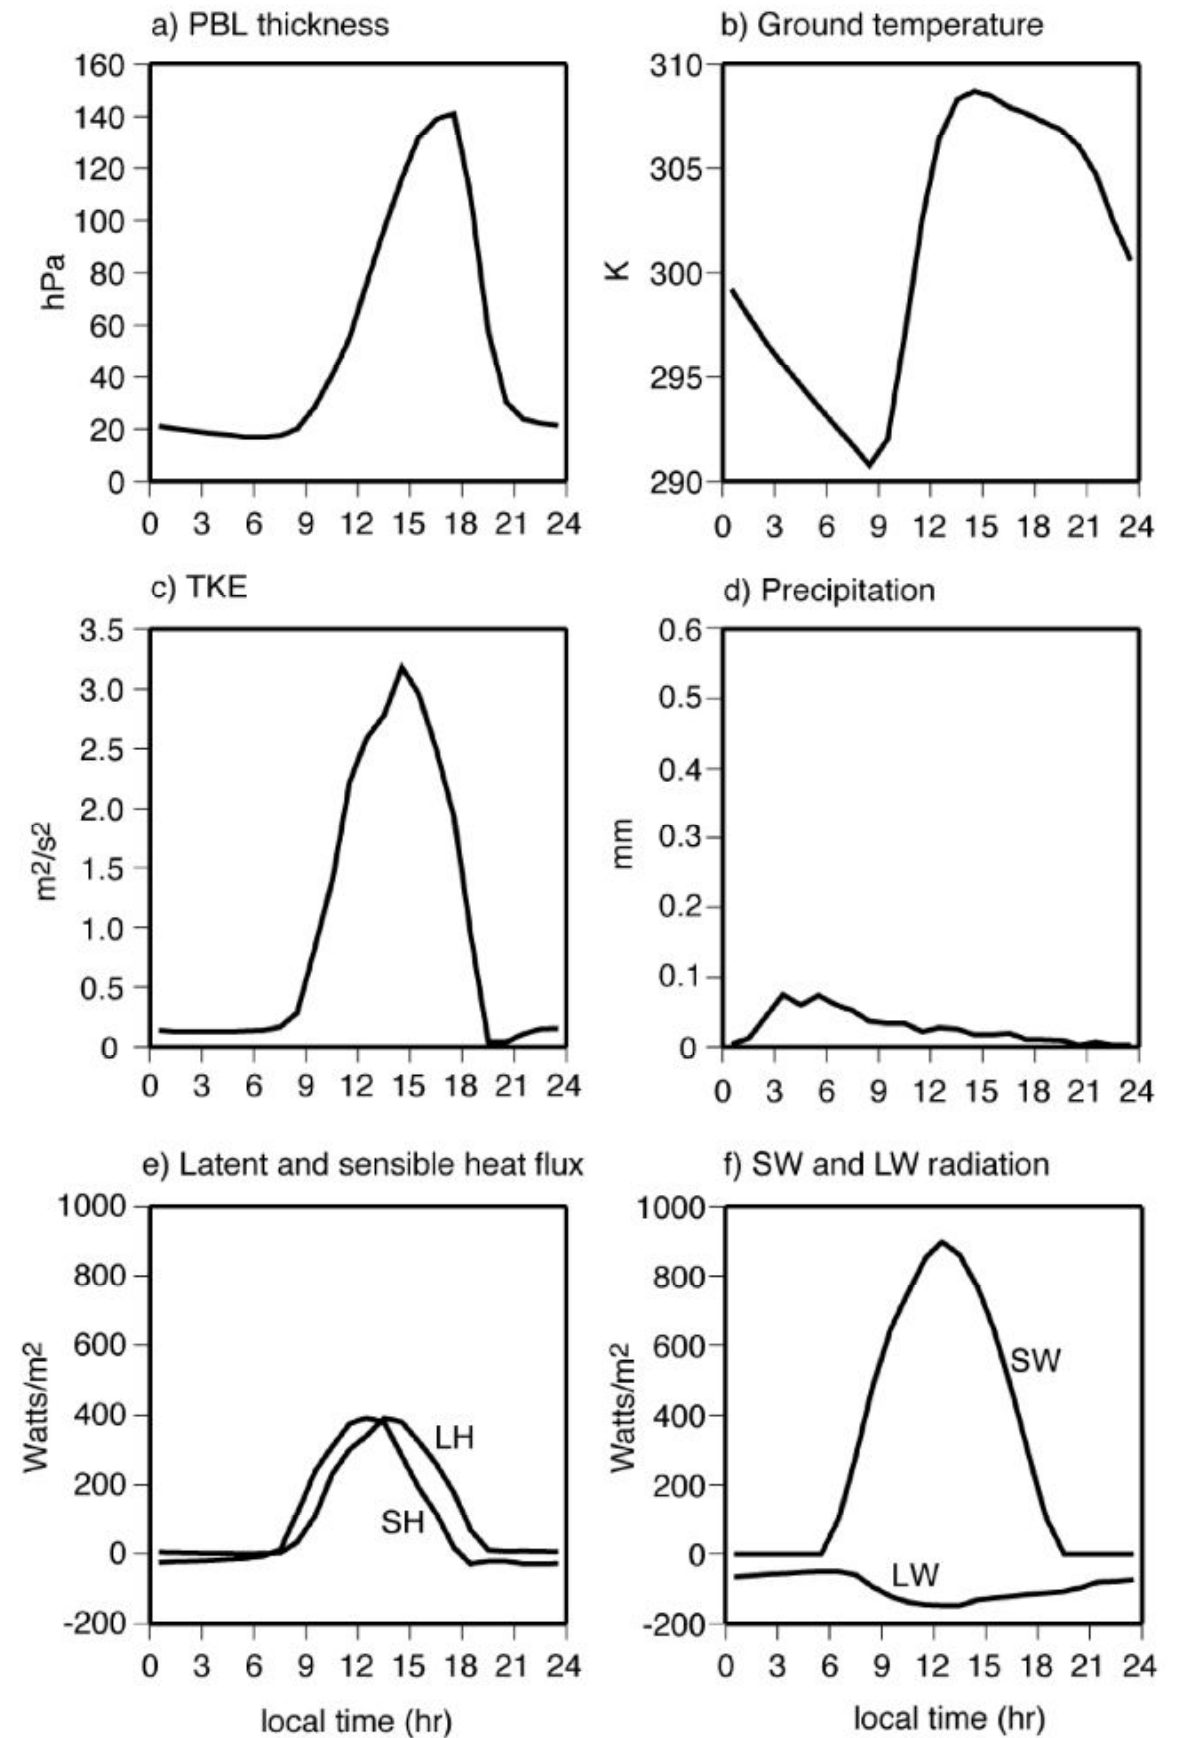 a) PBL thickness
160
140
120
100
80
60
40
20
0
hPa
0 3 6 9 12 15 18 21 24
b) Ground temperature
310
305
300
295
290
K
0 3 6 9 12 15 18 21 24
c) TKE
3.5
3.0
2.5
2.0
1.5
1.0
0.5
0
m2/s2
0 3 6 9 12 15 18 21 24
d) Precipitation
0.6
0.5
0.4
0.3
0.2
0.1
0
mm
0 3 6 9 12 15 18 21 24
e) Latent and sensible heat flux
1000
800
600
400
200
0
-200
Watts/m2
LH
SH
0 3 6 9 12 15 18 21 24
local time (hr)
f) SW and LW radiation
1000
800
600
400
200
0
-200
Watts/m2
SW
LW
0 3 6 9 12 15 18 21 24
local time (hr)